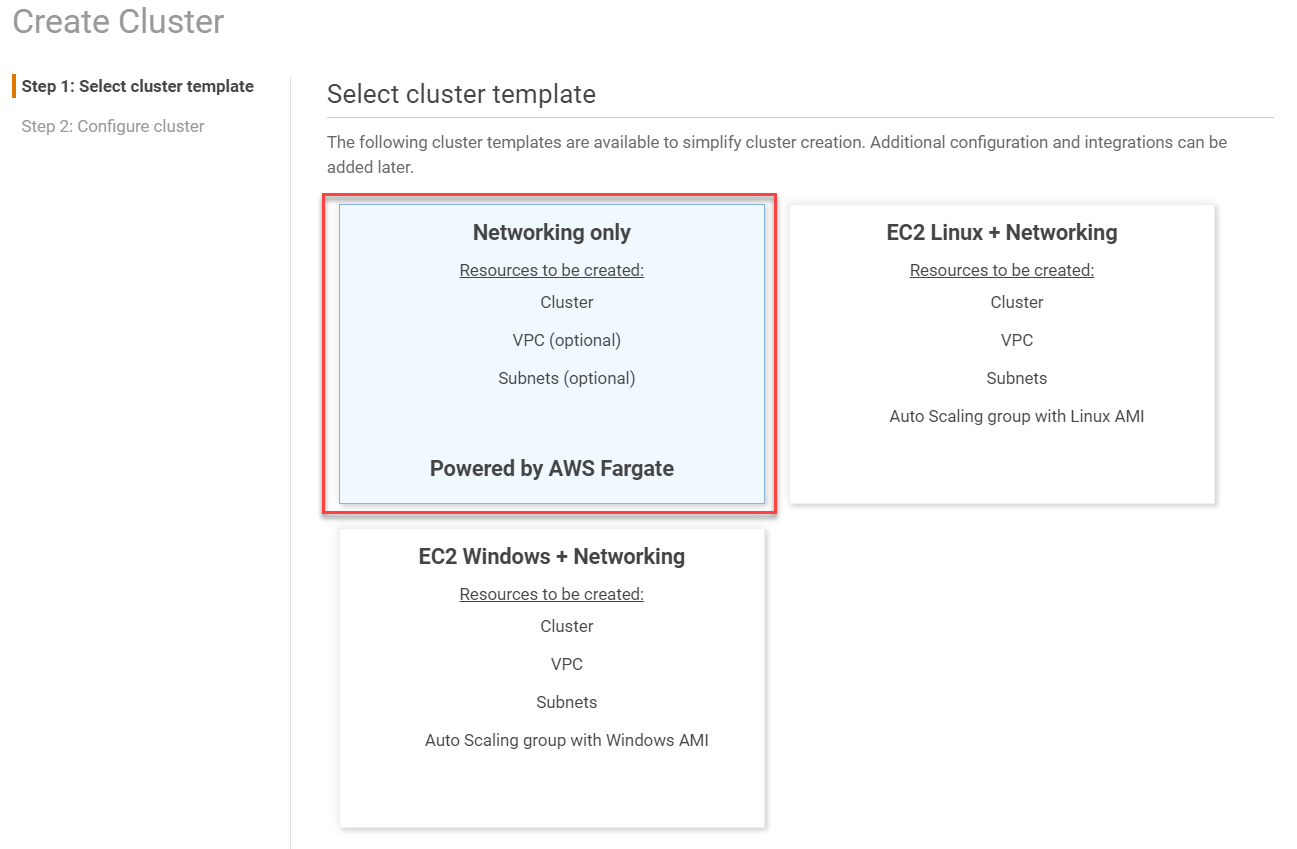 Create Cluster
Step 1: Select cluster template
Step 2: Configure cluster
Select cluster template
The following cluster templates are available to simplify cluster creation. Additional configuration and integrations can be
added later.
Networking only
Resources to be created:
Cluster
VPC (optional)
Subnets (optional)
Powered by AWS Fargate
EC2 Linux + Networking
Resources to be created:
Cluster
VPC
Subnets
Auto Scaling group with Linux AMI
EC2 Windows + Networking
Resources to be created:
Cluster
VPC
Subnets
Auto Scaling group with Windows AMI